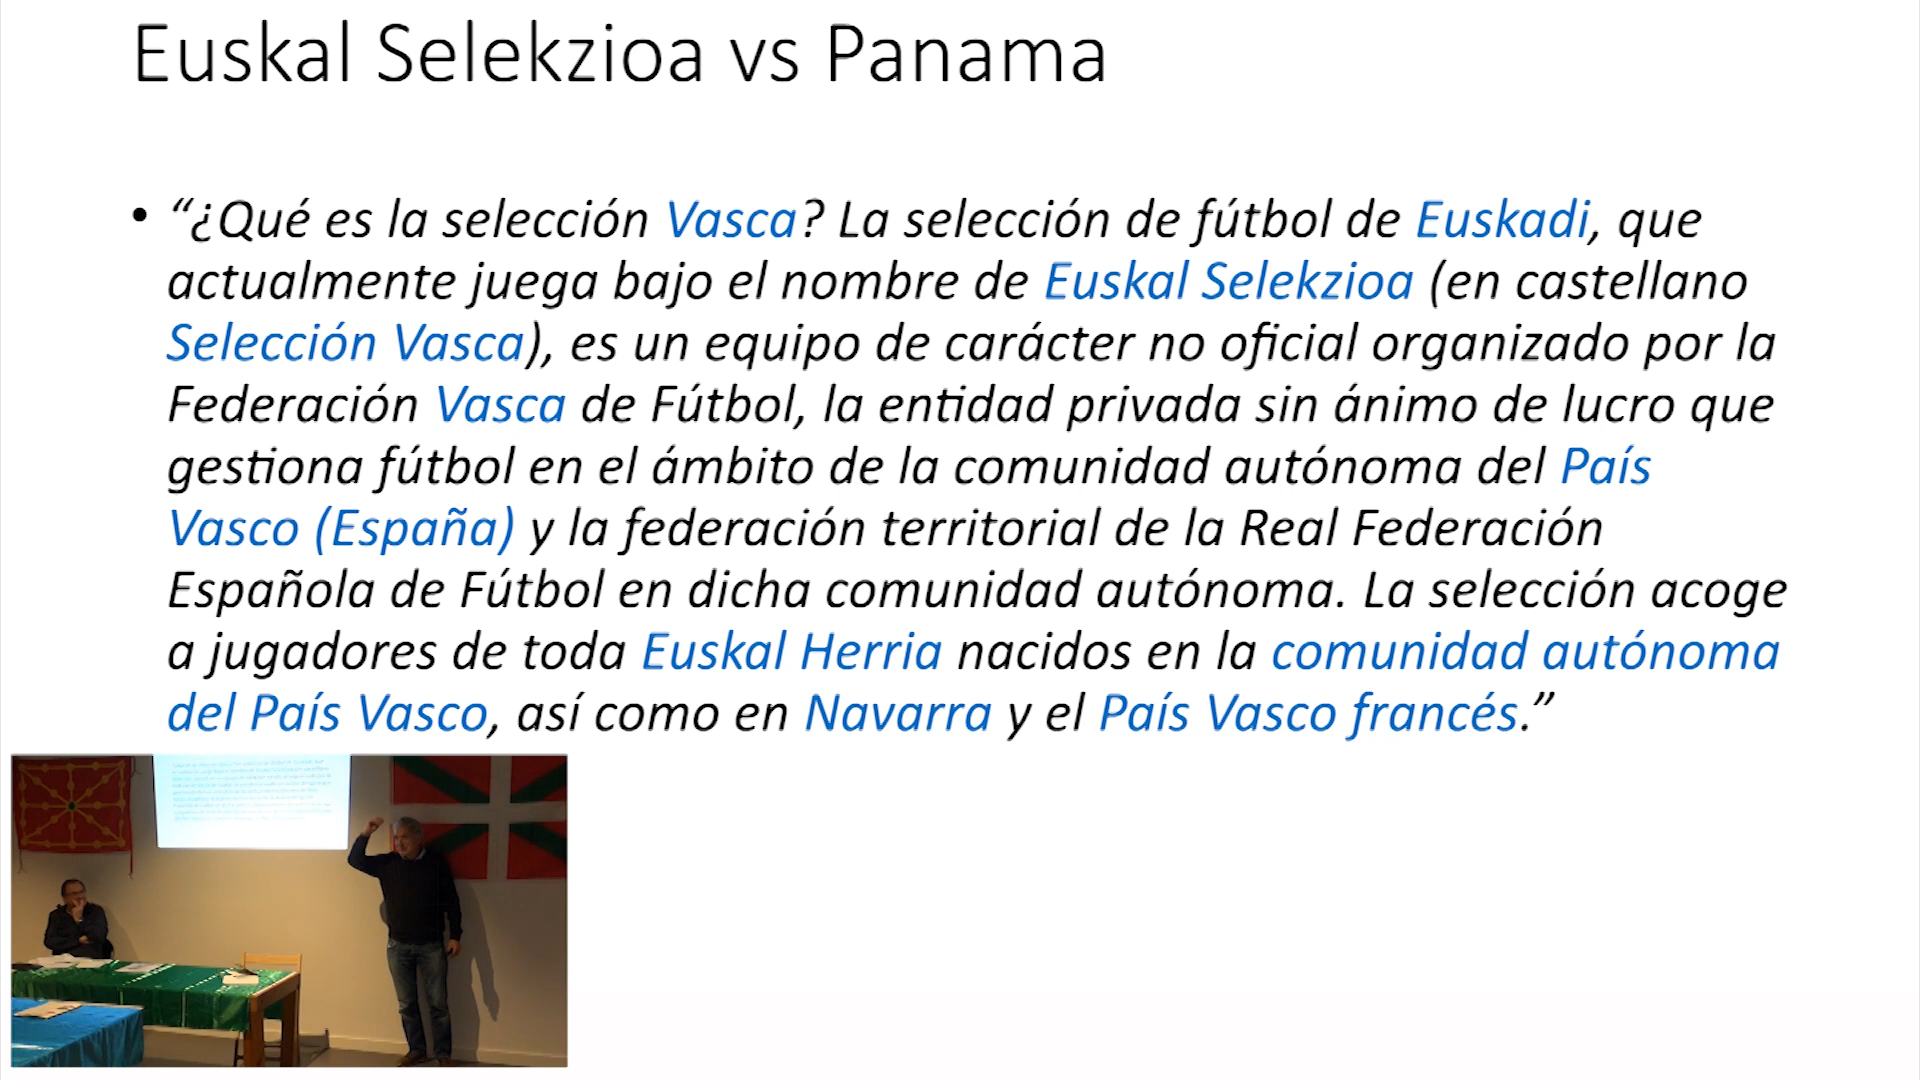 Euskal Selekzioa vs Panama
• “¿Qué es la selección Vasca? La selección de fútbol de Euskadi, que
actualmente juega bajo el nombre de Euskal Selekzioa (en castellano
Selección Vasca), es un equipo de carácter no oficial organizado por la
Federación Vasca de Fútbol, la entidad privada sin ánimo de lucro que
gestiona fútbol en el ámbito de la comunidad autónoma del País
Vasco (España) y la federación territorial de la Real Federación
Española de Fútbol en dicha comunidad autónoma. La selección acoge
a jugadores de toda Euskal Herria nacidos en la comunidad autónoma
del País Vasco, así como en Navarra y el País Vasco francés.”